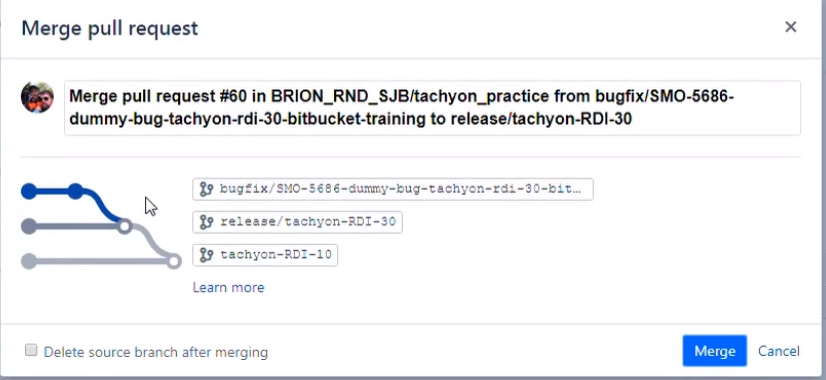 Merge pull request
Merge pull request #60 in BRION_RND_SJB/tachyon_practice from bugfix/SMO-5686-
dummy-bug-tachyon-rdi-30-bitbucket-training to release/tachyon-RDI-30
bugfix/SMO-5686-dummy-bug-tachyon-rdi-30-bit...
release/tachyon-RDI-30
tachyon-RDI-10
Learn more
Delete source branch after merging
Merge
Cancel